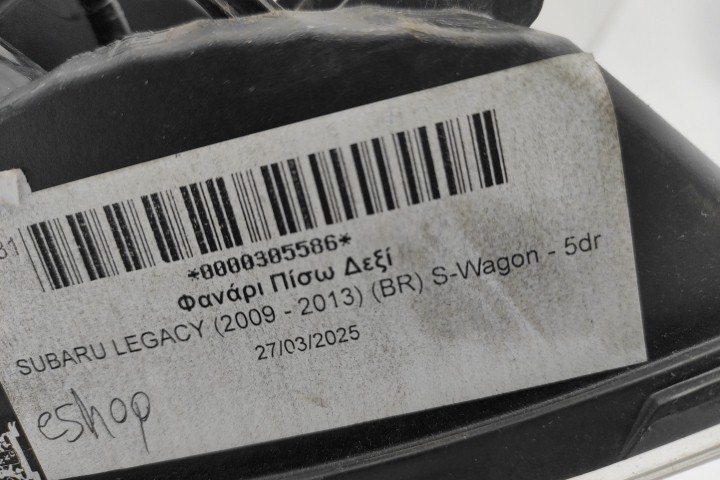 *0000305586*
Φανάρι Πίσω Δεξί
SUBARU LEGACY (2009 - 2013) (BR) S-Wagon - 5dr
27/03/2025
eshop